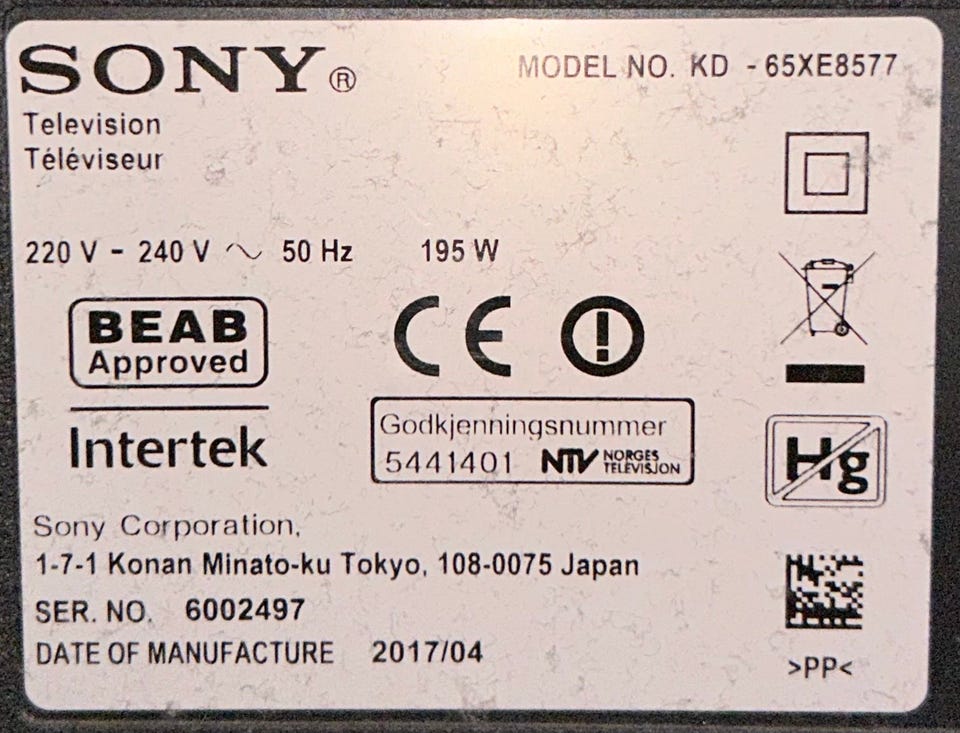 SONY®
MODEL NO. KD - 65XE8577
Television
Téléviseur
220 V - 240 V ~ 50 Hz 195 W
BEAB
Approved
Intertek
CE
Godkjenningsnummer
5441401 NTV NORGES TELEVISJON
Hg
Sony Corporation,
1-7-1 Konan Minato-ku Tokyo, 108-0075 Japan
SER. NO. 6002497
DATE OF MANUFACTURE 2017/04
>PP<